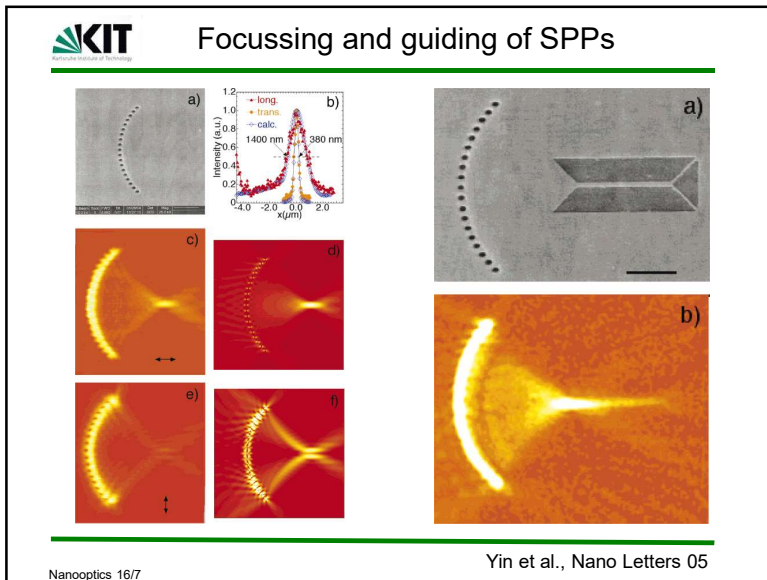 KIT
Karlsruhe Institute of Technology
Focussing and guiding of SPPs
a)
b)
long.
trans.
calc.
1400 nm
380 nm
Intensity (a.u.)
1.2
1.0
0.8
0.6
0.4
0.2
0
-4.0 -2.0 0.0 2.0
x(µm)
c)
d)
e)
f)
a)
b)
Yin et al., Nano Letters 05
Nanooptics 16/7